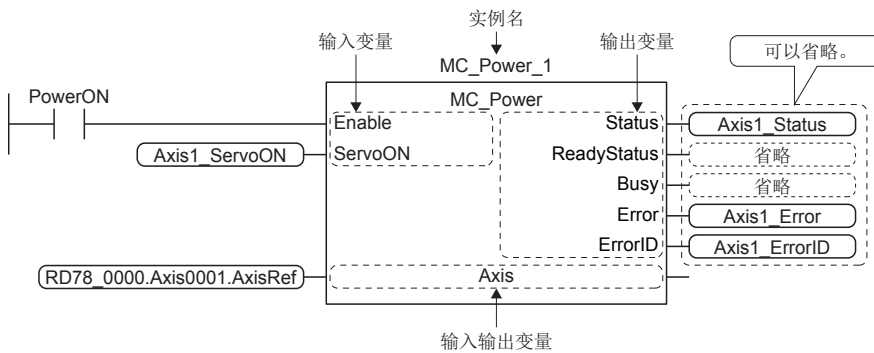 实例名
输入变量
输出变量
可以省略。
MC_Power_1
PowerON
MC_Power
Enable
Status
Axis1_Status
Axis1_ServoON
ServoON
ReadyStatus
省略
Busy
省略
Error
Axis1_Error
ErrorID
Axis1_ErrorID
RD78_0000.Axis0001.AxisRef
Axis
输入输出变量